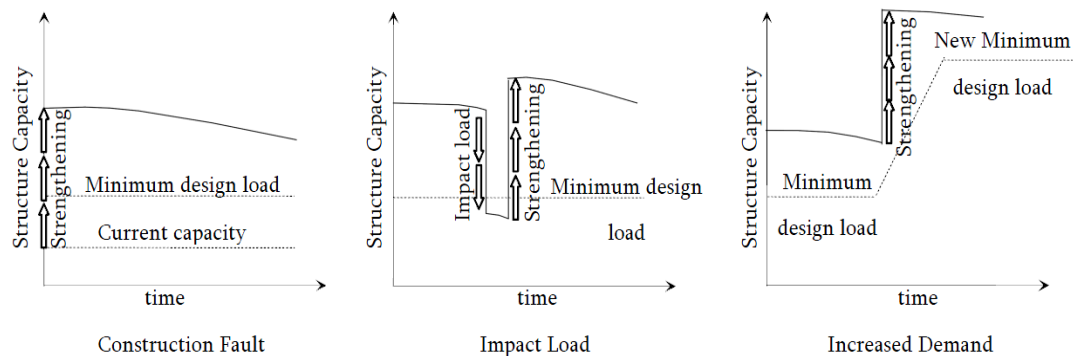 Structure Capacity
Strengthening
Minimum design load
Current capacity
time
Construction Fault
Structure Capacity
Impact load
Strengthening
Minimum design
load
time
Impact Load
Structure Capacity
Strengthening
New Minimum
design load
Minimum
design load
time
Increased Demand